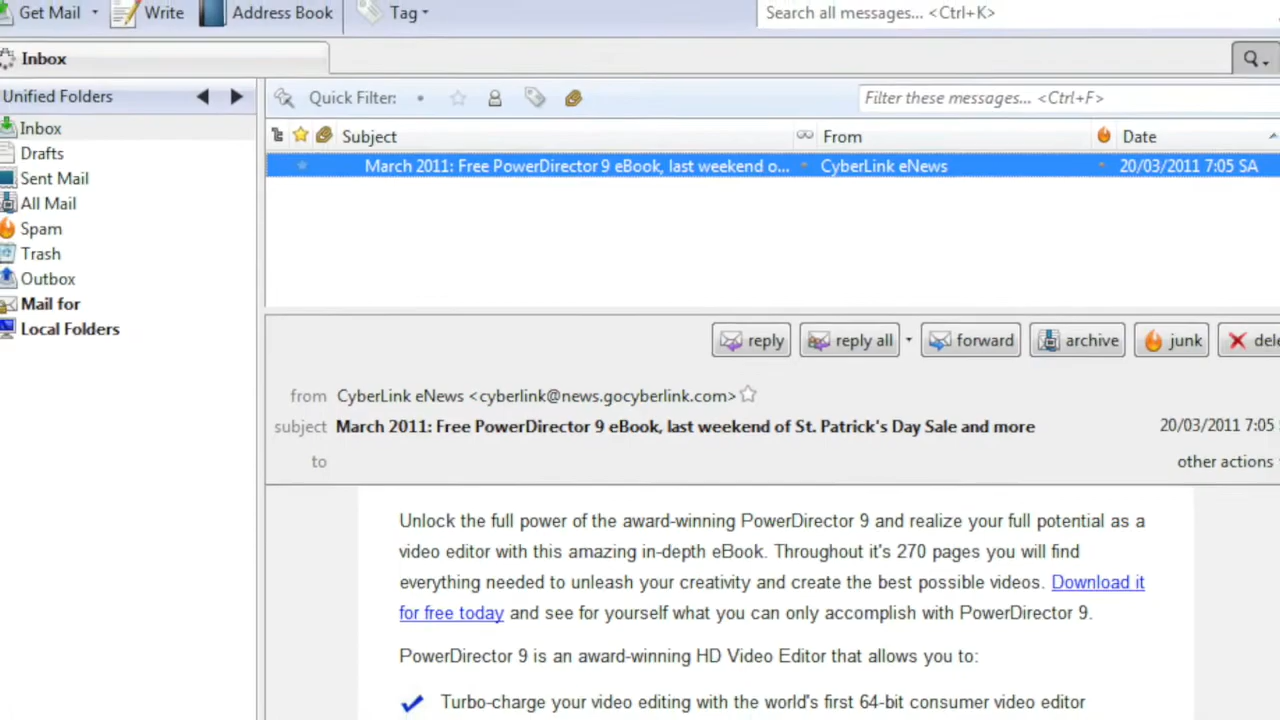 Get Mail Write Address Book Tag Search all messages... <Ctrl+K>
Inbox
Unified Folders
Quick Filter: Filter these messages... <Ctrl+F>
Inbox
Drafts
Sent Mail
All Mail
Spam
Trash
Outbox
Mail for
Local Folders
Subject From Date
March 2011: Free PowerDirector 9 eBook, last weekend o... CyberLink eNews 20/03/2011 7:05 SA
reply reply all forward archive junk dele
from CyberLink eNews <cyberlink@news.gocyberlink.com>
subject March 2011: Free PowerDirector 9 eBook, last weekend of St. Patrick's Day Sale and more 20/03/2011 7:05
to other actions
Unlock the full power of the award-winning PowerDirector 9 and realize your full potential as a
video editor with this amazing in-depth eBook. Throughout it's 270 pages you will find
everything needed to unleash your creativity and create the best possible videos. Download it
for free today and see for yourself what you can only accomplish with PowerDirector 9.
PowerDirector 9 is an award-winning HD Video Editor that allows you to:
Turbo-charge your video editing with the world's first 64-bit consumer video editor